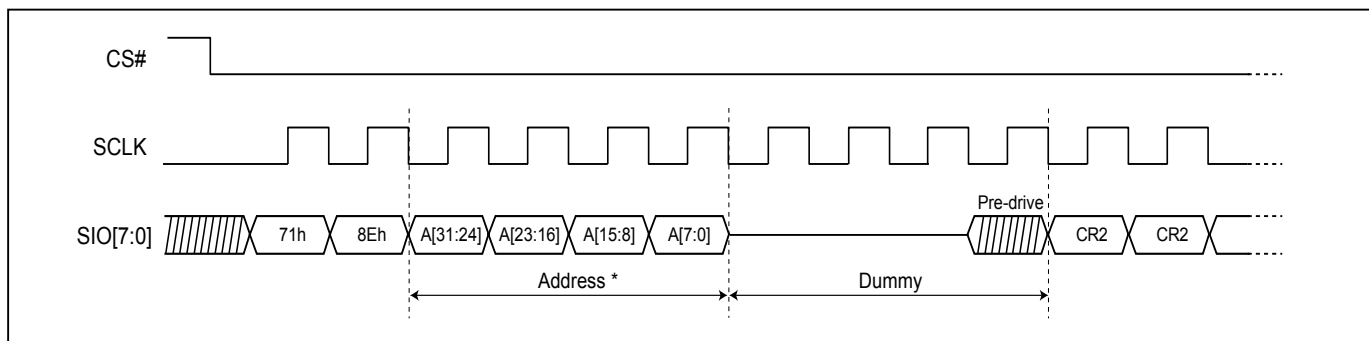 CS#
SCLK
Pre-drive
SIO[7:0] 71h 8Eh A[31:24] A[23:16] A[15:8] A[7:0] CR2 CR2
Address * Dummy